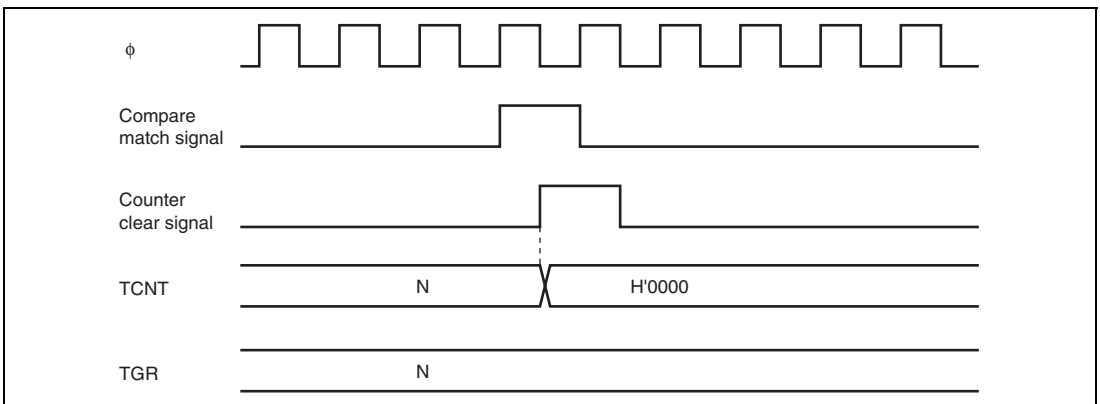 ϕ
Compare
match signal
Counter
clear signal
TCNT N H'0000
TGR N